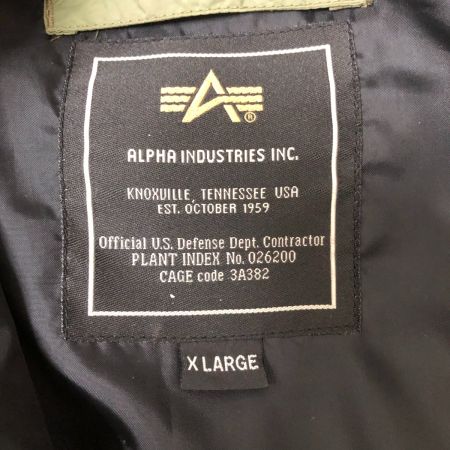 ®
ALPHA INDUSTRIES INC.
KNOXUILLE, TENNESSEE USA
EST. OCTOBER 1959
Official U.S. Defense Dept. Contractor
PLANT INDEX No. 026200
CAGE code 3A382
X LARGE